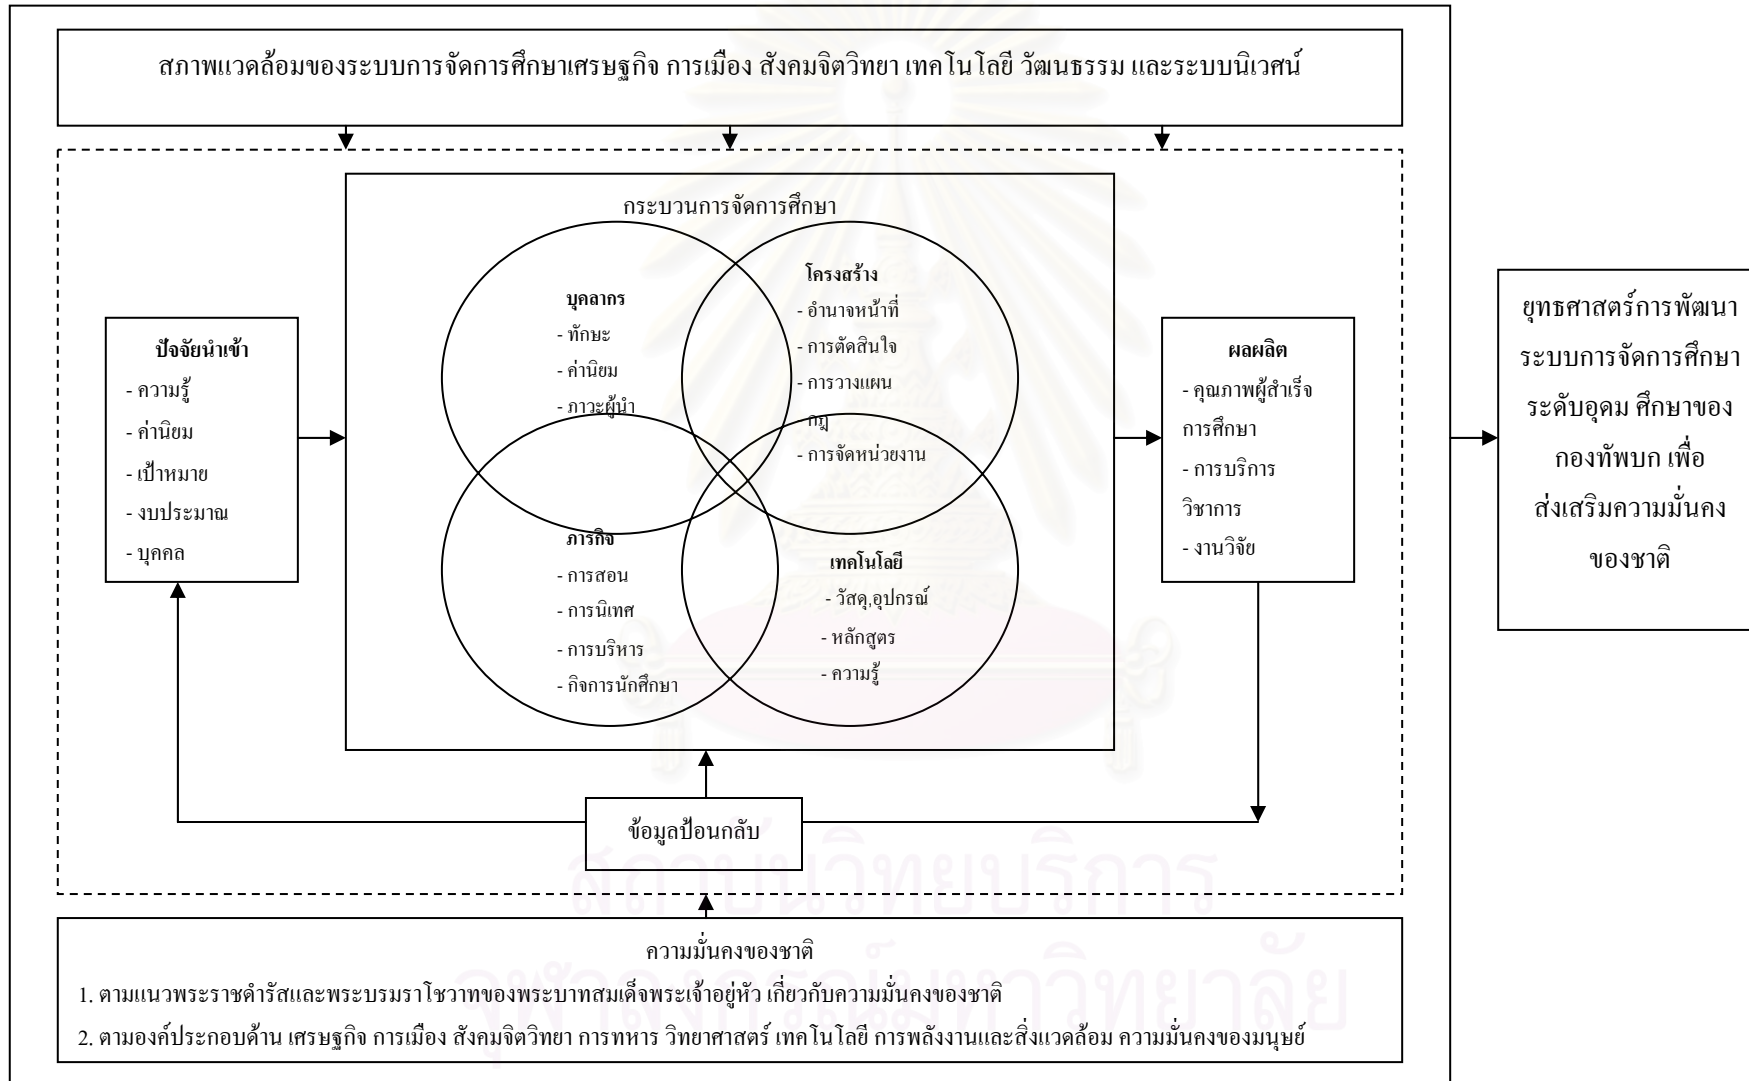 สภาพแวดล้อมของระบบการจัดการศึกษาเศรษฐกิจ การเมือง สังคมจิตวิทยา เทคโนโลยี วัฒนธรรม และระบบนิเวศน์
กระบวนการจัดการศึกษา
ปัจจัยนำเข้า
- ความรู้
- ค่านิยม
- เป้าหมาย
- งบประมาณ
- บุคคล
บุคลากร
- ทักษะ
- ค่านิยม
- ภาวะผู้นำ
โครงสร้าง
- อำนาจหน้าที่
- การตัดสินใจ
- การวางแผน
กฎ
- การจัดหน่วยงาน
ภารกิจ
- การสอน
- การนิเทศ
- การบริหาร
- กิจการนักศึกษา
เทคโนโลยี
- วัสดุ,อุปกรณ์
- หลักสูตร
- ความรู้
ผลผลิต
- คุณภาพผู้สำเร็จ
การศึกษา
- การบริการ
วิชาการ
- งานวิจัย
ยุทธศาสตร์การพัฒนา
ระบบการจัดการศึกษา
ระดับอุดม ศึกษาของ
กองทัพบก เพื่อ
ส่งเสริมความมั่นคง
ของชาติ
ข้อมูลป้อนกลับ
สถาบันวิทยบริการ
จุฬาลงกรณ์มหาวิทยาลัย
ความมั่นคงของชาติ
1. ตามแนวพระราชดำรัสและพระบรมราโชวาทของพระบาทสมเด็จพระเจ้าอยู่หัว เกี่ยวกับความมั่นคงของชาติ
2. ตามองค์ประกอบด้าน เศรษฐกิจ การเมือง สังคมจิตวิทยา การทหาร วิทยาศาสตร์ เทคโนโลยี การพลังงานและสิ่งแวดล้อม ความมั่นคงของมนุษย์